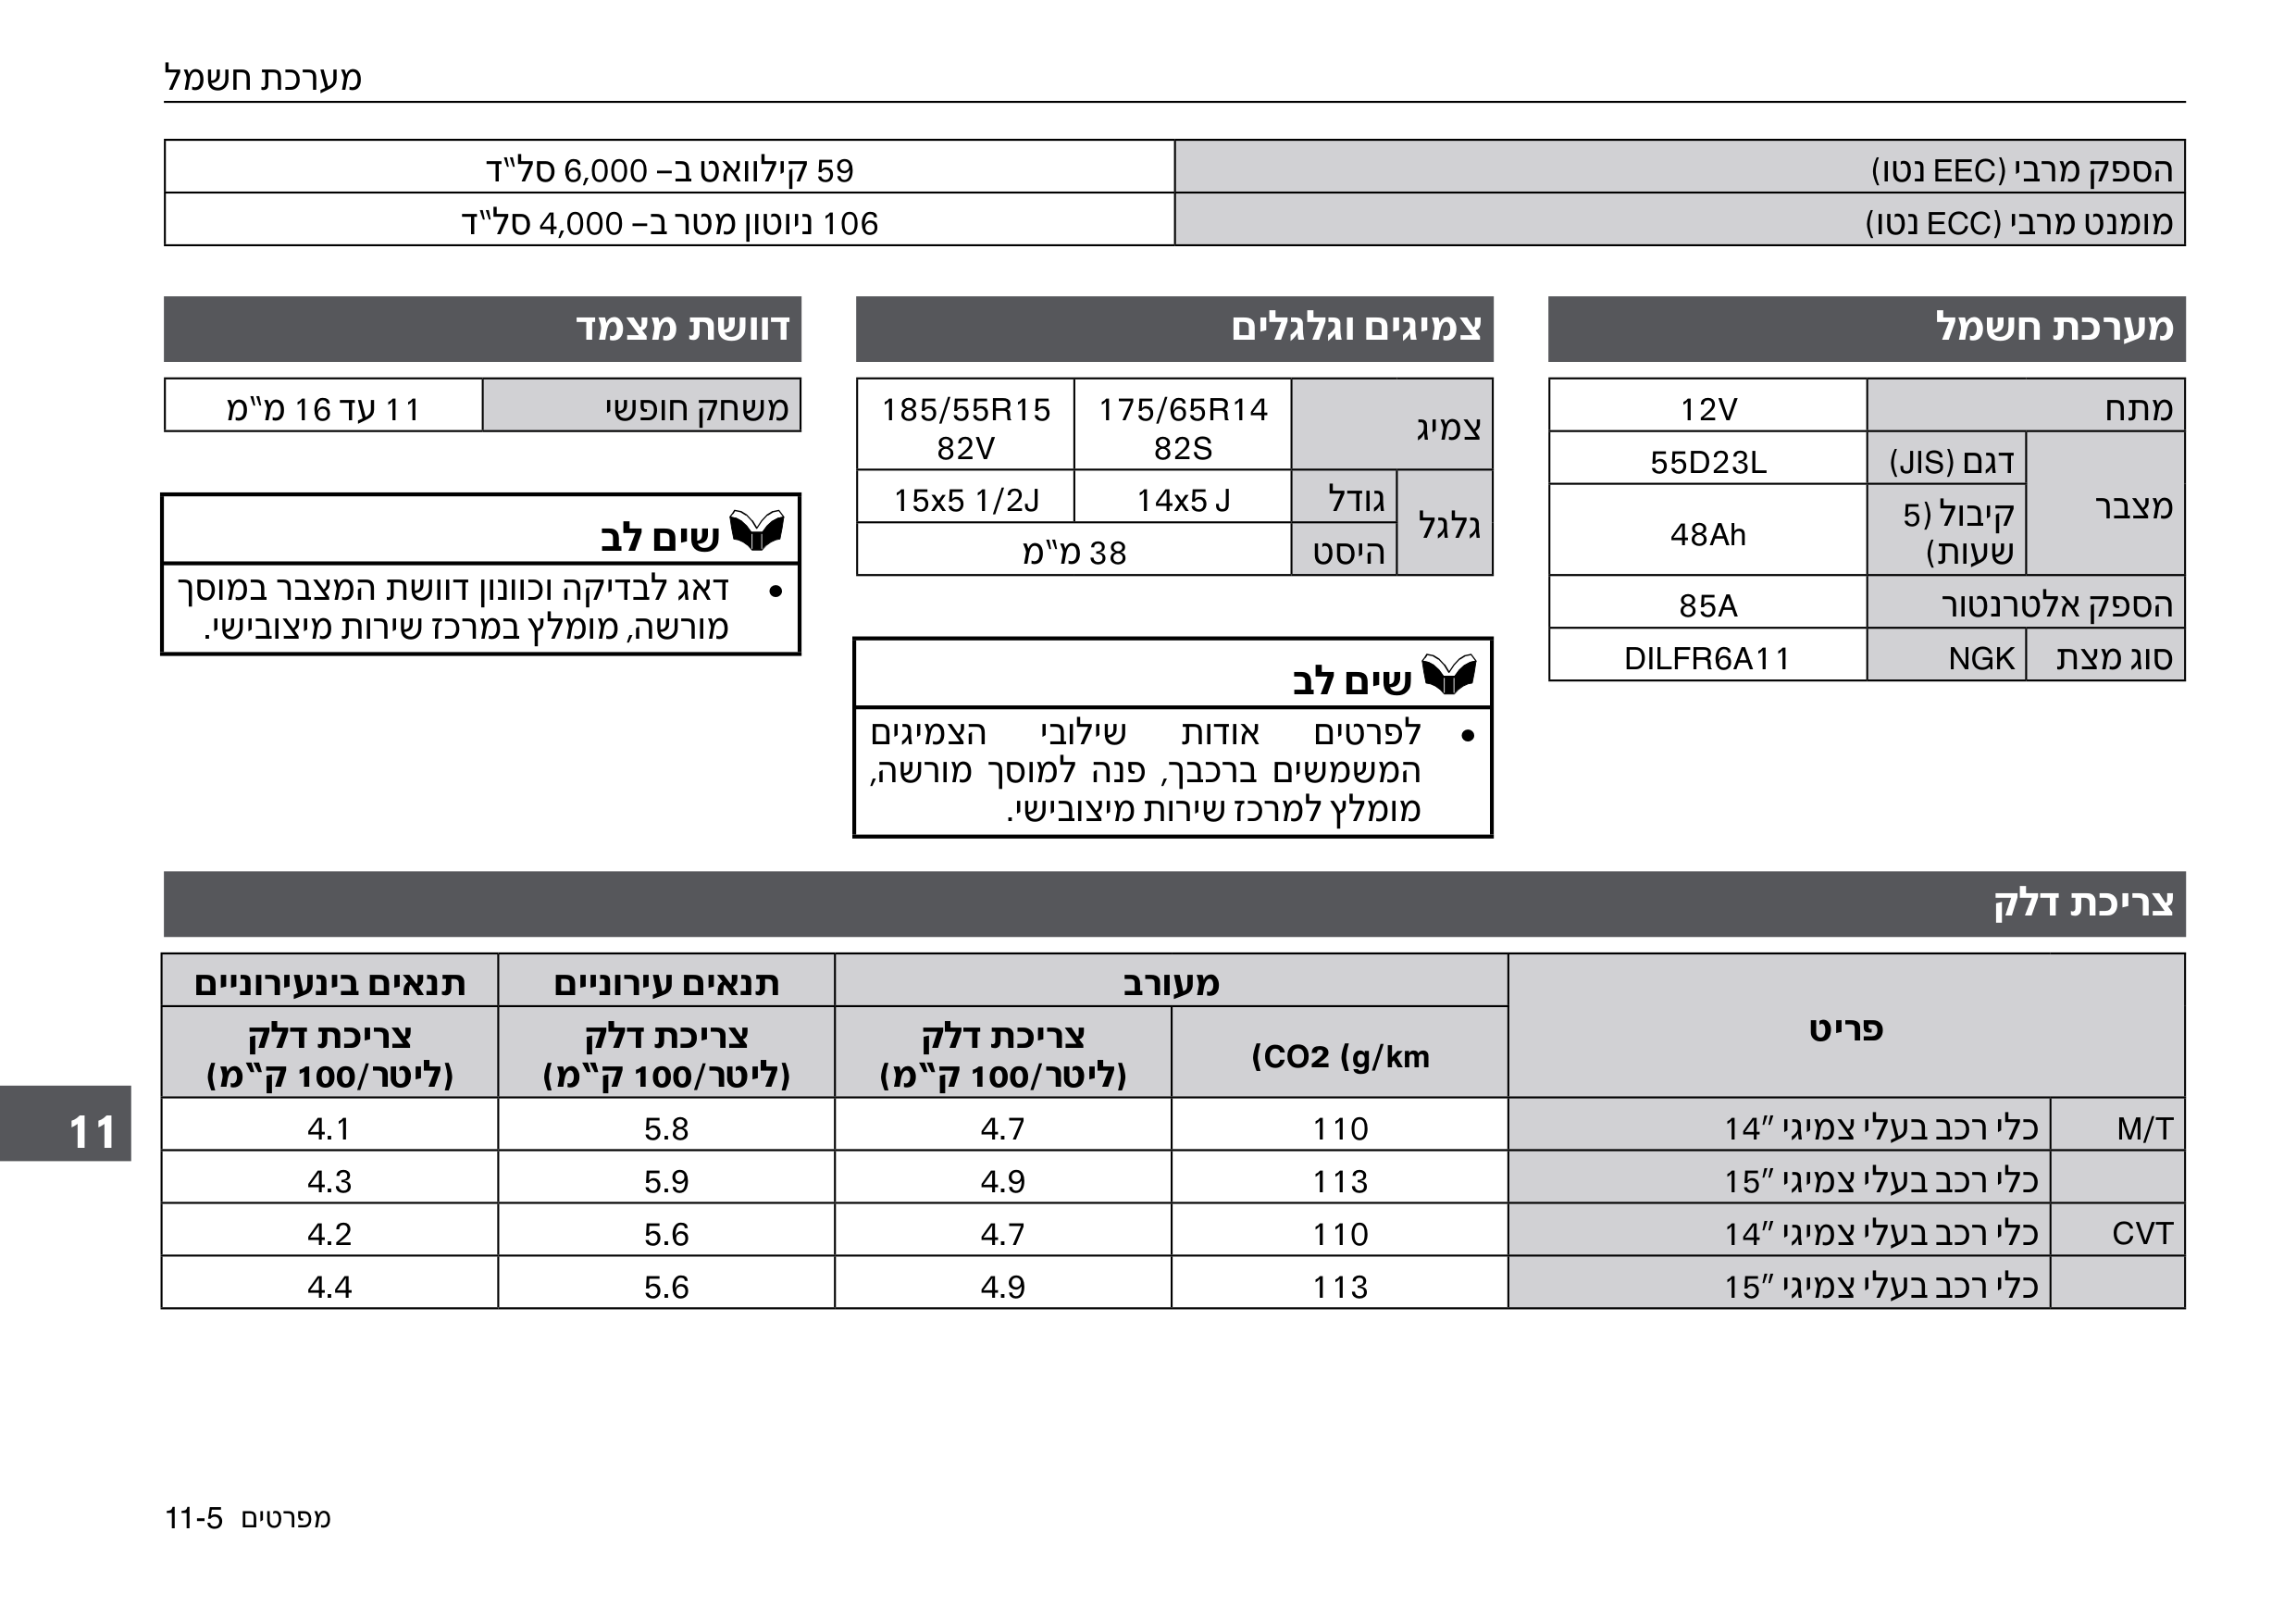 מערכת חשמל
הספק מרבי (EEC נטו) 59 קילוואט ב– 6,000 סל"ד
מומנט מרבי (ECC נטו) 106 ניוטון מטר ב– 4,000 סל"ד
מערכת חשמל
מתח 12V
מצבר דגם (JIS) 55D23L
קיבול (5
שעות) 48Ah
הספק אלטרנטור 85A
סוג מצת NGK DILFR6A11
צמיגים וגלגלים
צמיג 175/65R14 185/55R15
82S 82V
גלגל גודל 14x5 J 15x5 1/2J
היסט 38 מ"מ
שים לב
• לפרטים אודות שילובי הצמיגים
המשמשים ברכבך, פנה למוסך מורשה,
מומלץ למרכז שירות מיצובישי.
דוושת מצמד
משחק חופשי 11 עד 16 מ"מ
שים לב
• דאג לבדיקה וכוונון דוושת המצבר במוסך
מורשה, מומלץ במרכז שירות מיצובישי.
צריכת דלק
פריט מעורב תנאים עירוניים תנאים בינעירוניים
CO2 (g/km) צריכת דלק צריכת דלק צריכת דלק
(ליטר/100 ק"מ) (ליטר/100 ק"מ) (ליטר/100 ק"מ)
M/T כלי רכב בעלי צמיגי 14" 110 4.7 5.8 4.1
כלי רכב בעלי צמיגי 15" 113 4.9 5.9 4.3
CVT כלי רכב בעלי צמיגי 14" 110 4.7 5.6 4.2
כלי רכב בעלי צמיגי 15" 113 4.9 5.6 4.4
11
מפרטים 11-5